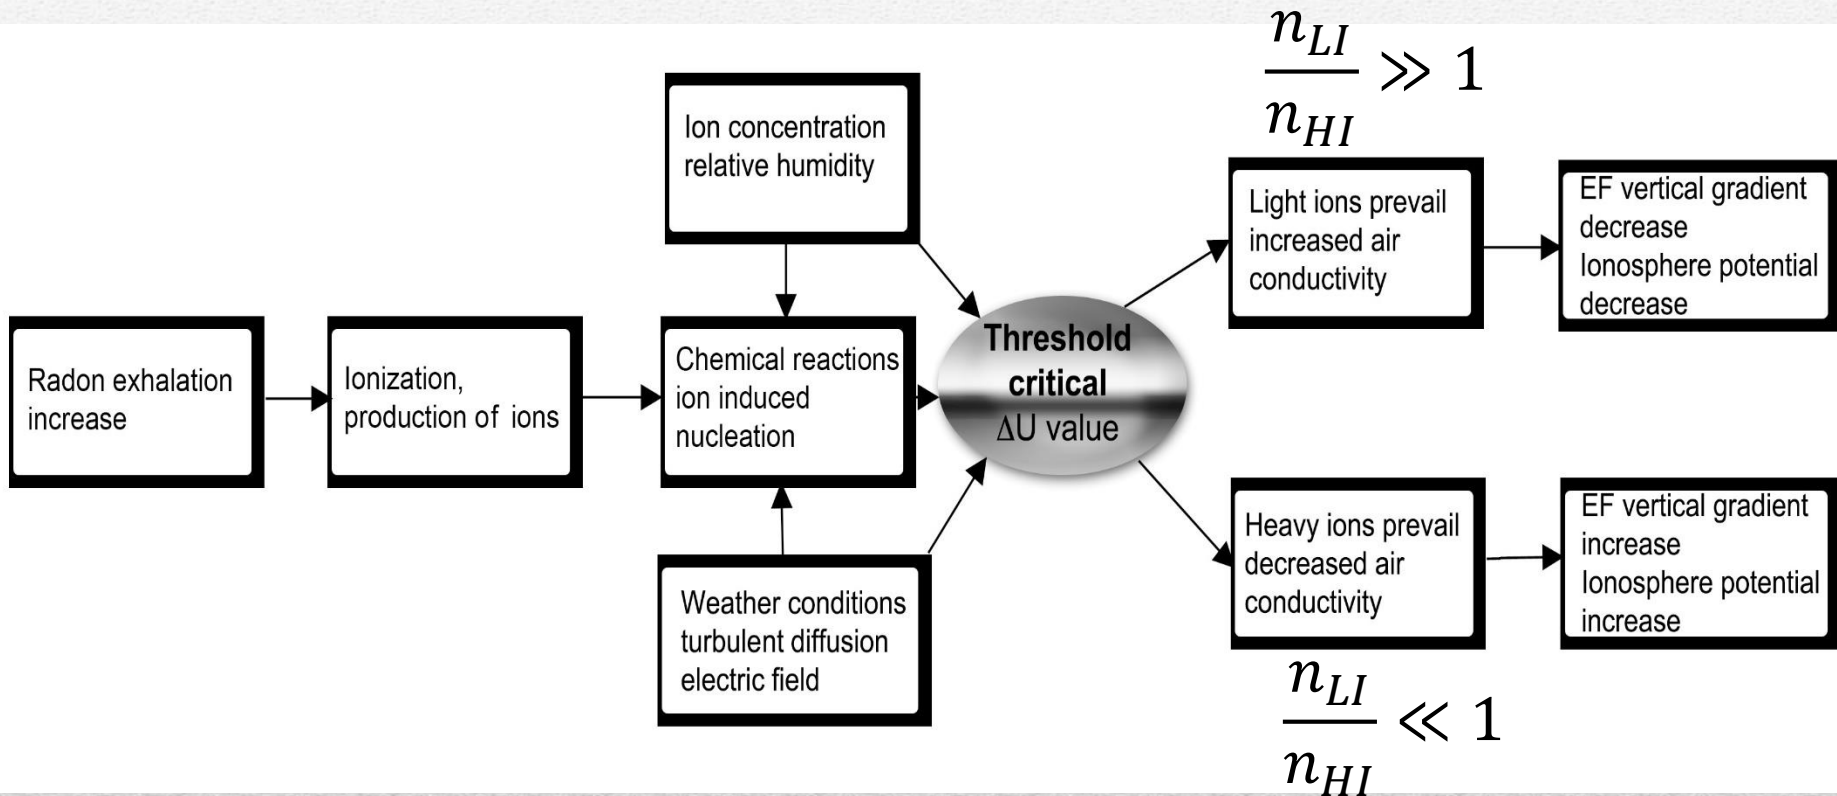 n_LI
n_HI
≫ 1
Ion concentration
relative humidity
Light ions prevail
increased air
conductivity
EF vertical gradient
decrease
Ionosphere potential
decrease
Radon exhalation
increase
Ionization,
production of ions
Chemical reactions
ion induced
nucleation
Threshold
critical
ΔU value
Weather conditions
turbulent diffusion
electric field
Heavy ions prevail
decreased air
conductivity
EF vertical gradient
increase
Ionosphere potential
increase
n_LI
n_HI
≪ 1